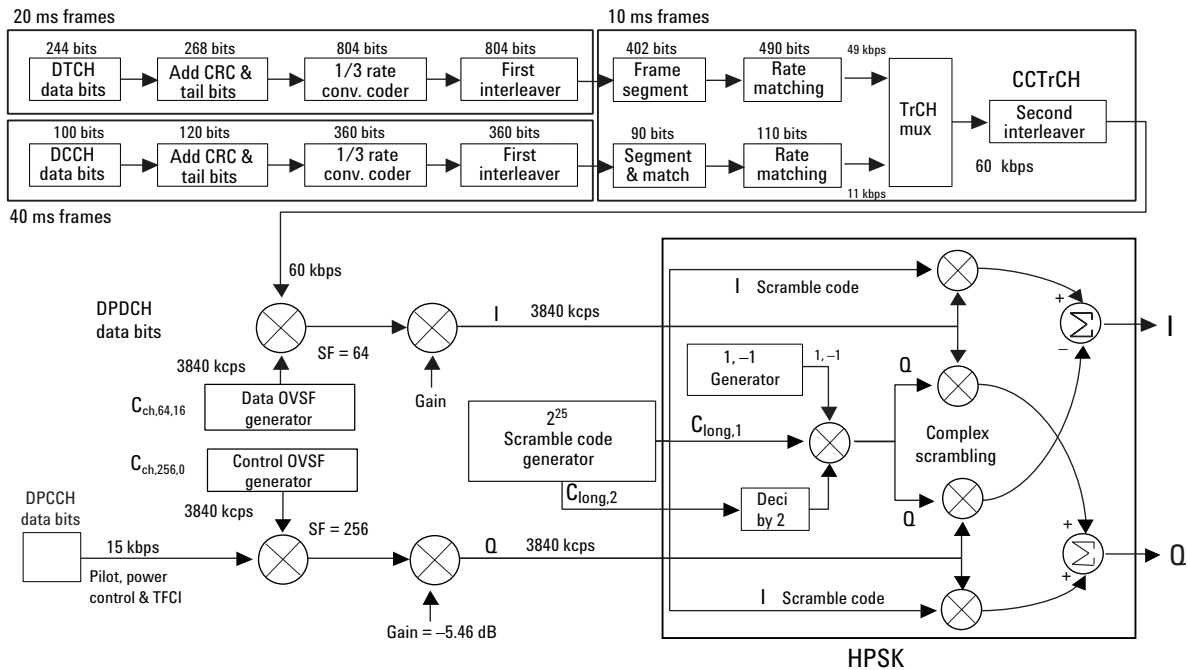 20 ms frames
10 ms frames
244 bits
268 bits
804 bits
804 bits
402 bits
490 bits
49 kbps
DTCH
data bits
Add CRC &
tail bits
1/3 rate
conv. coder
First
interleaver
Frame
segment
Rate
matching
TrCH
mux
CCTrCH
Second
interleaver
100 bits
120 bits
360 bits
360 bits
90 bits
110 bits
DCCH
data bits
Add CRC &
tail bits
1/3 rate
conv. coder
First
interleaver
Segment
& match
Rate
matching
11 kbps
60 kbps
40 ms frames
60 kbps
DPDCH
data bits
SF = 64
I
3840 kcps
3840 kcps
Gain
Cch,64,16
Data OVSF
generator
Cch,256,0
Control OVSF
generator
3840 kcps
DPCCH
data bits
15 kbps
Pilot, power
control & TFCI
SF = 256
Q
3840 kcps
Gain = –5.46 dB
I Scramble code
1, –1
Generator
1, –1
2^25
Scramble code
generator
Clong,1
Clong,2
Deci
by 2
Q
Complex
scrambling
Q
I Scramble code
+
Σ
–
I
+
Σ
+
Q
HPSK